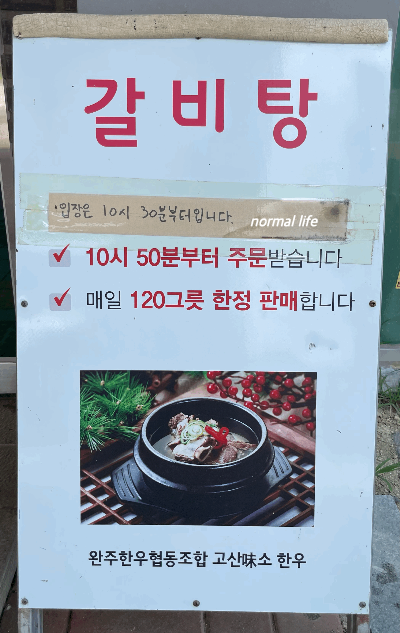 갈비탕
·입장은 10시 30분부터입니다.
normal life
✓ 10시 50분부터 주문받습니다
✓ 매일 120그릇 한정 판매합니다
완주한우협동조합 고산味소 한우